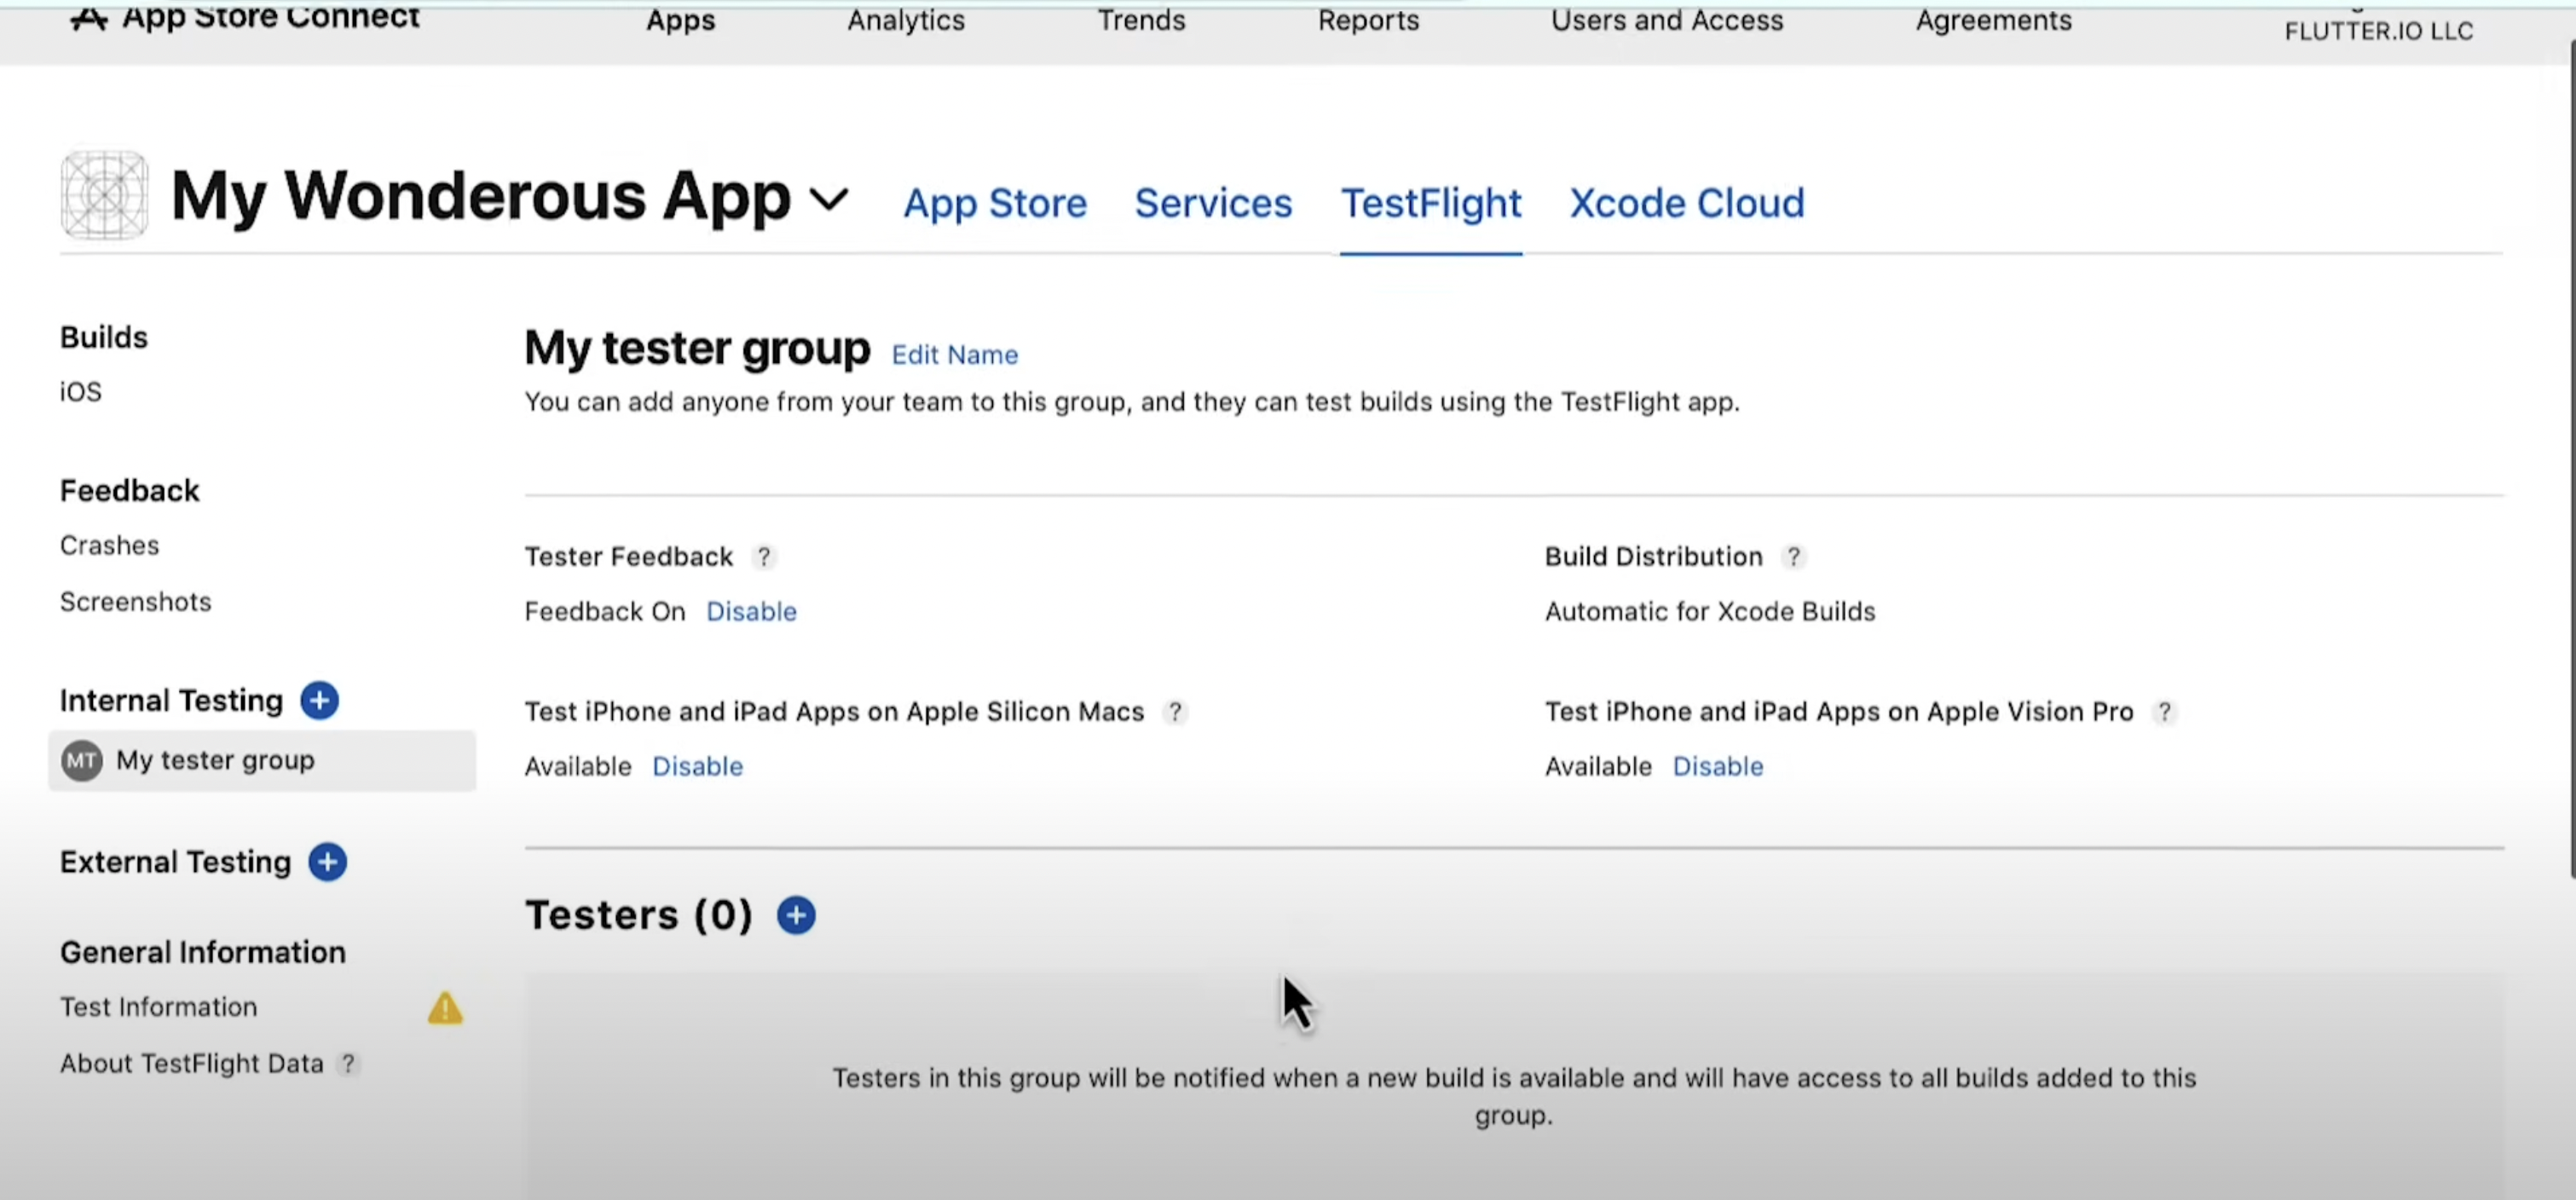 App Store Connect
Apps
Analytics
Trends
Reports
Users and Access
Agreements
FLUTTER.IO LLC
My Wonderous App
App Store
Services
TestFlight
Xcode Cloud
Builds
iOS
Feedback
Crashes
Screenshots
Internal Testing +
MT My tester group
External Testing +
General Information
Test Information
About TestFlight Data ?
My tester group Edit Name
You can add anyone from your team to this group, and they can test builds using the TestFlight app.
Tester Feedback ?
Feedback On Disable
Build Distribution ?
Automatic for Xcode Builds
Test iPhone and iPad Apps on Apple Silicon Macs ?
Available Disable
Test iPhone and iPad Apps on Apple Vision Pro ?
Available Disable
Testers (0) +
Testers in this group will be notified when a new build is available and will have access to all builds added to this
group.